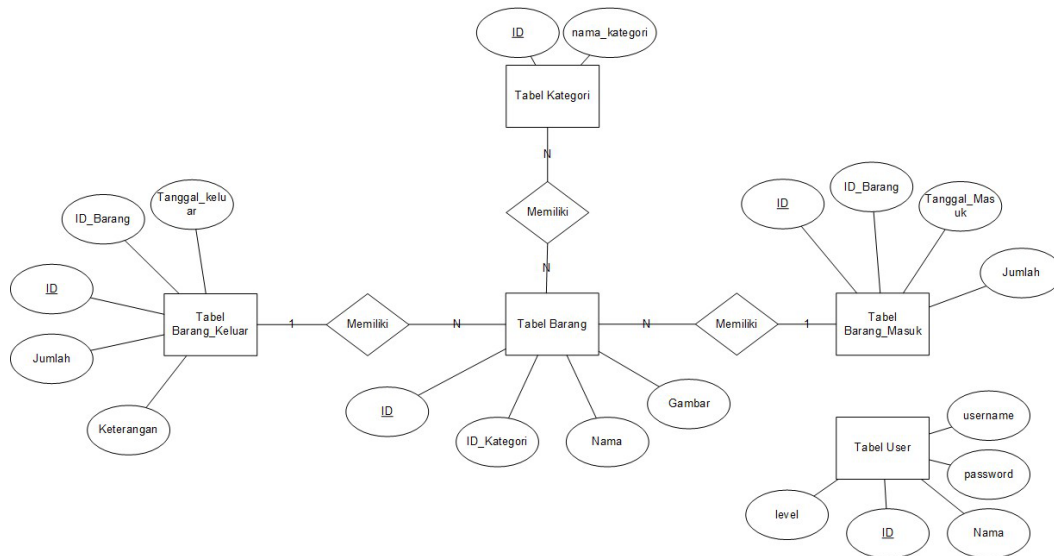 ID
nama_kategori
Tabel Kategori
N
Memiliki
N
Tanggal_kelu
ar
ID_Barang
ID
Jumlah
Keterangan
Tabel
Barang_Keluar
1
Memiliki
N
Tabel Barang
ID
ID_Kategori
Nama
Gambar
N
Memiliki
1
Tabel
Barang_Masuk
ID
ID_Barang
Tanggal_Mas
uk
Jumlah
Tabel User
username
password
Nama
ID
level